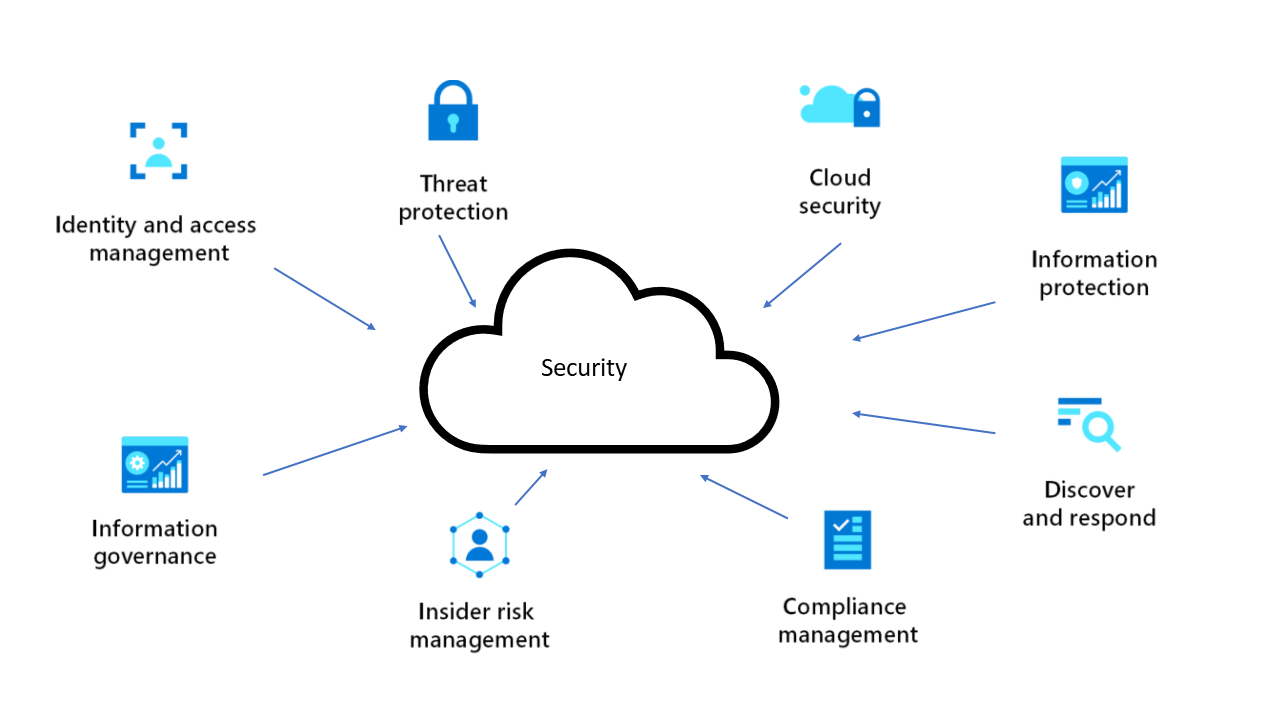 Threat
protection
Cloud
security
Identity and access
management
Information
protection
Security
Discover
and respond
Information
governance
Insider risk
management
Compliance
management